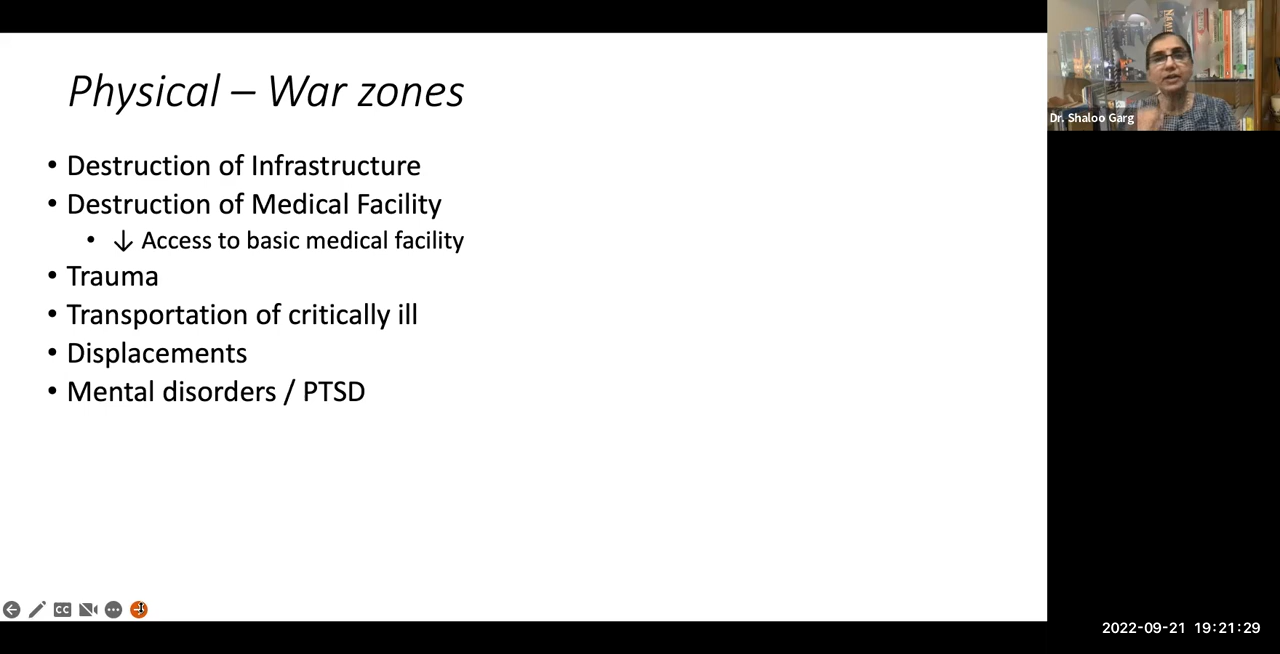 Physical – War zones
• Destruction of Infrastructure
• Destruction of Medical Facility
• ↓ Access to basic medical facility
• Trauma
• Transportation of critically ill
• Displacements
• Mental disorders / PTSD
Dr. Shaloo Garg
CC
2022-09-21 19:21:29